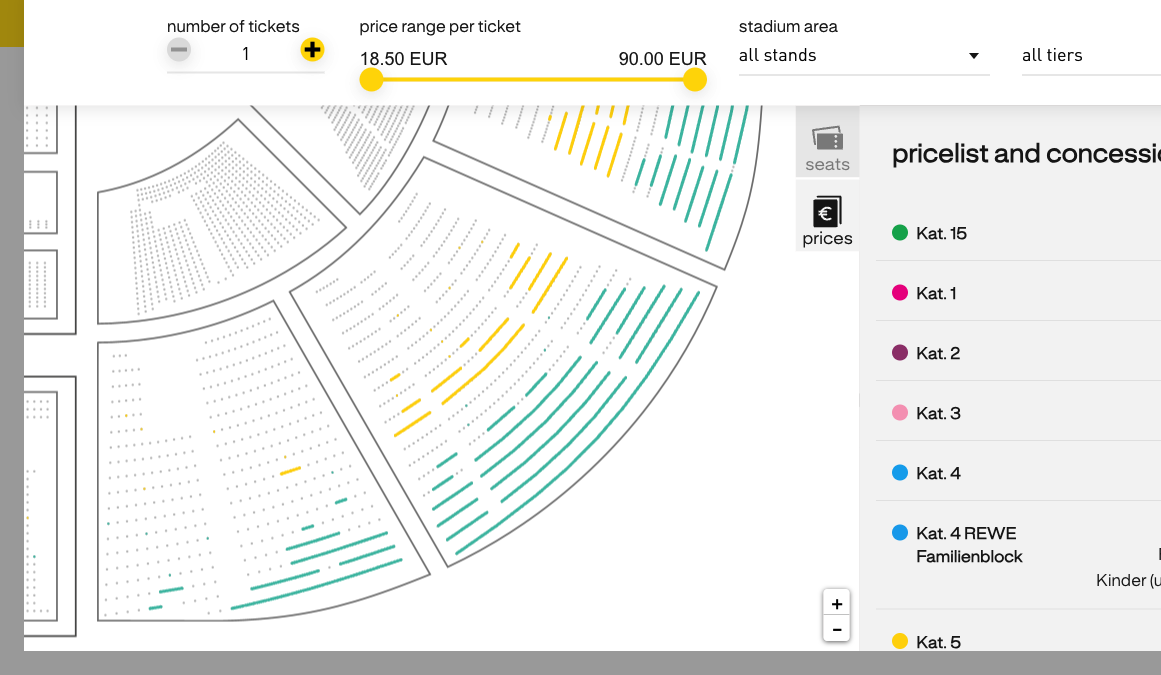 number of tickets
1
price range per ticket
18.50 EUR 90.00 EUR
stadium area
all stands
all tiers
seats
€
prices
pricelist and
Kat. 15
Kat. 1
Kat. 2
Kat. 3
Kat. 4
Kat. 4 REWE
Familienblock
Kinder
Kat. 5
+
−